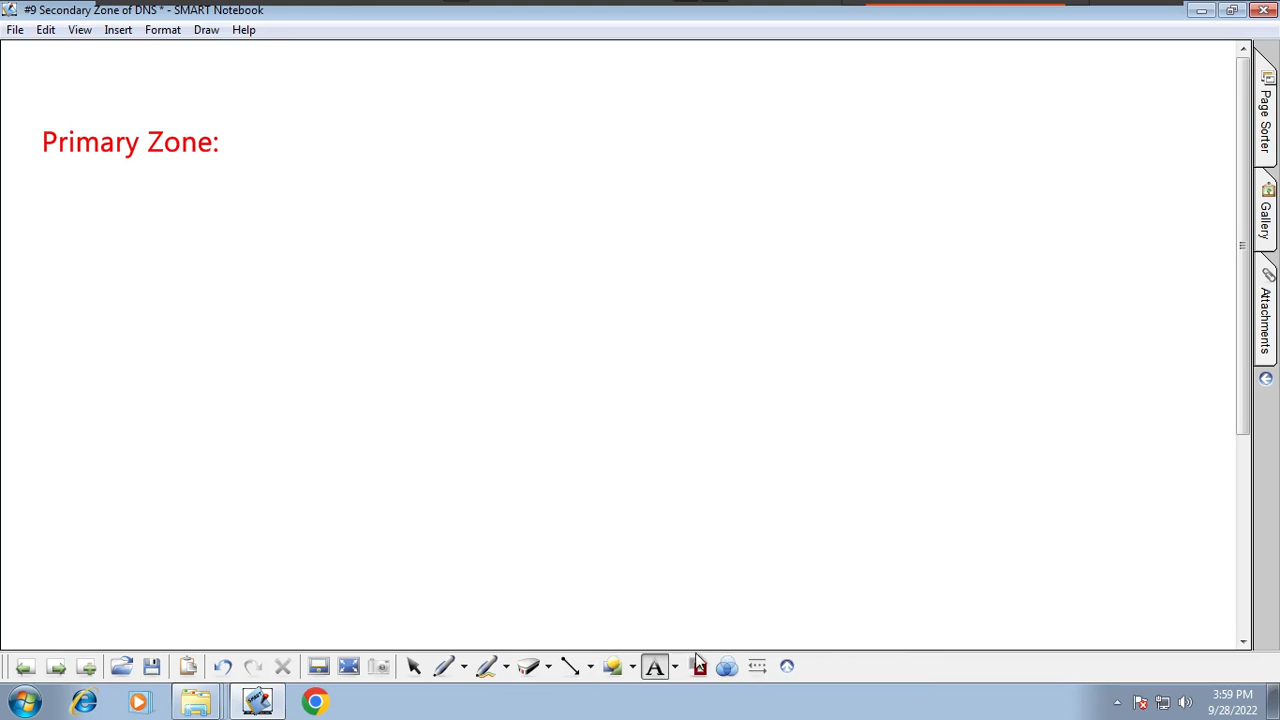 #9 Secondary Zone of DNS * - SMART Notebook
File Edit View Insert Format Draw Help
Primary Zone:
Page Sorter
Gallery
Attachments
A
3:59 PM
9/28/2022